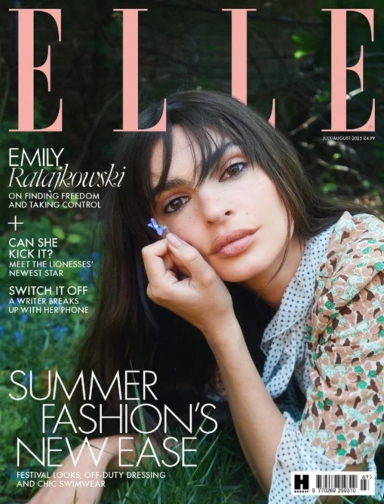 ELLE
JULY/AUGUST 2025 £6.99
EMILY
Ratajkowski
ON FINDING FREEDOM
AND TAKING CONTROL
+
CAN SHE
KICK IT?
MEET THE LIONESSES'
NEWEST STAR
SWITCH IT OFF
A WRITER BREAKS
UP WITH HER PHONE
SUMMER
FASHION'S
NEW EASE
FESTIVAL LOOKS, OFF-DUTY DRESSING
AND CHIC SWIMWEAR
H